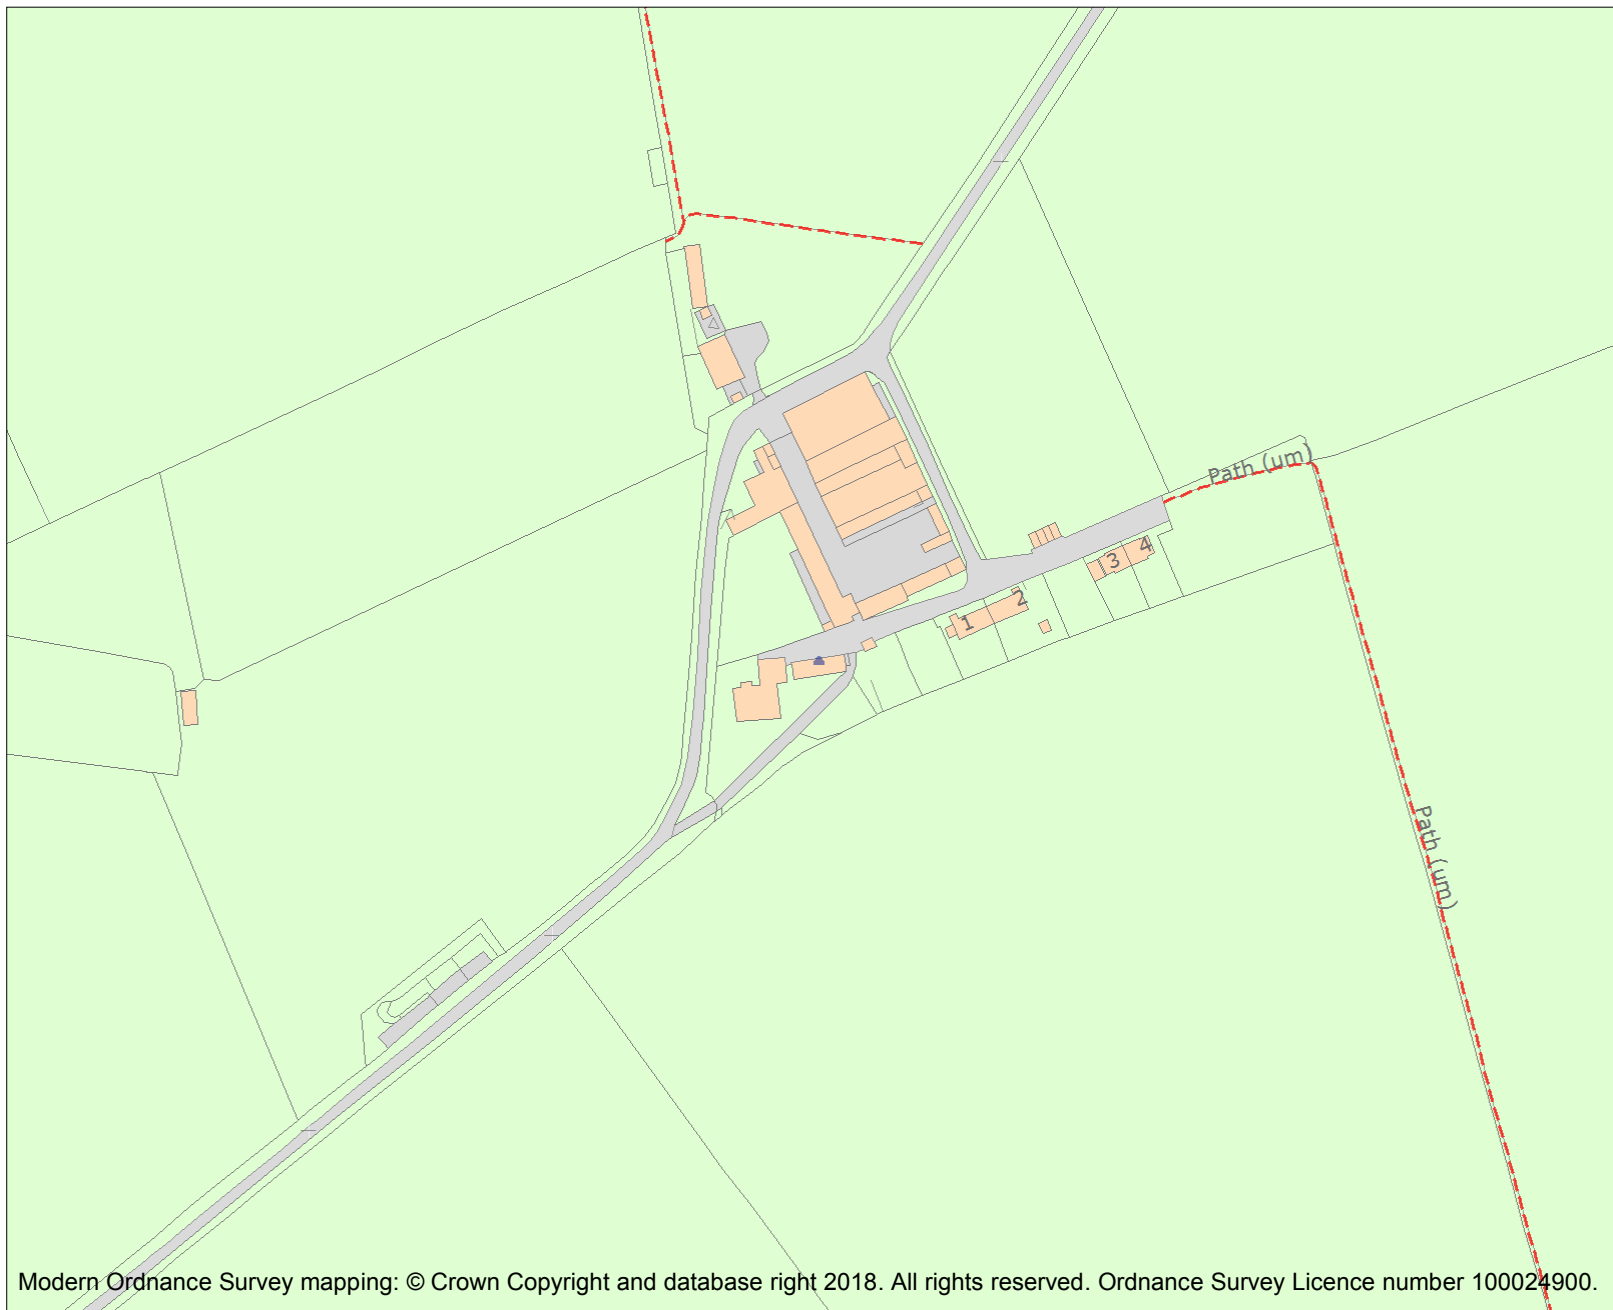 Path (um)
4
3
2
1
Path (um)
Modern Ordnance Survey mapping: © Crown Copyright and database right 2018. All rights reserved. Ordnance Survey Licence number 100024900.